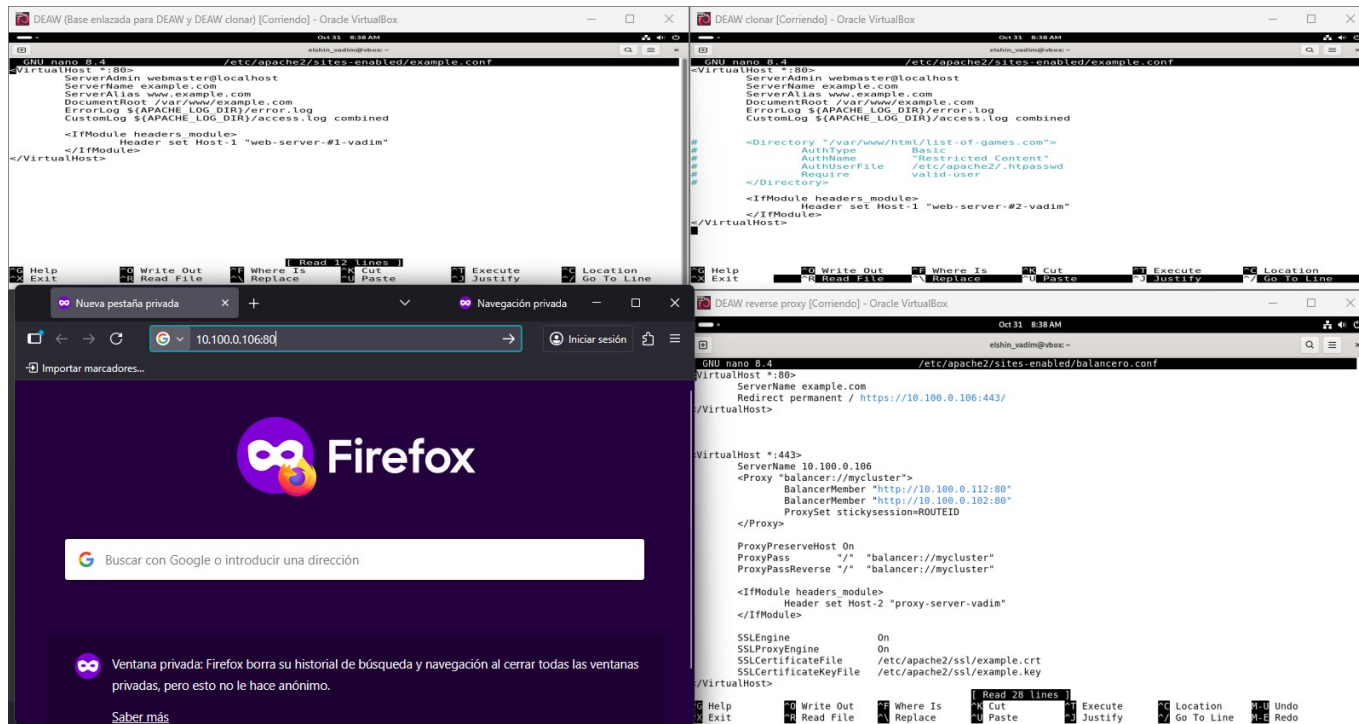 DEAW (Base enlazada para DEAW y DEAW clonar) [Corriendo] - Oracle VirtualBox
Oct 31 8:38 AM
elshin_vadim@vbox: ~
GNU nano 8.4 /etc/apache2/sites-enabled/example.conf
<VirtualHost *:80>
ServerAdmin webmaster@localhost
ServerName example.com
ServerAlias www.example.com
DocumentRoot /var/www/example.com
ErrorLog ${APACHE_LOG_DIR}/error.log
CustomLog ${APACHE_LOG_DIR}/access.log combined
<IfModule headers_module>
Header set Host-1 "web-server-#1-vadim"
</IfModule>
</VirtualHost>
[ Read 12 lines ]
^G Help ^O Write Out ^F Where Is ^K Cut ^T Execute ^C Location
^X Exit ^R Read File ^\ Replace ^U Paste ^J Justify ^/ Go To Line
DEAW clonar [Corriendo] - Oracle VirtualBox
Oct 31 8:38 AM
elshin_vadim@vbox: ~
GNU nano 8.4 /etc/apache2/sites-enabled/example.conf
<VirtualHost *:80>
ServerAdmin webmaster@localhost
ServerName example.com
ServerAlias www.example.com
DocumentRoot /var/www/example.com
ErrorLog ${APACHE_LOG_DIR}/error.log
CustomLog ${APACHE_LOG_DIR}/access.log combined
# <Directory "/var/www/html/list-of-games.com">
# AuthType Basic
# AuthName "Restricted Content"
# AuthUserFile /etc/apache2/.htpasswd
# Require valid-user
# </Directory>
<IfModule headers_module>
Header set Host-1 "web-server-#2-vadim"
</IfModule>
</VirtualHost>
^G Help ^O Write Out ^F Where Is ^K Cut ^T Execute ^C Location
^X Exit ^R Read File ^\ Replace ^U Paste ^J Justify ^/ Go To Line
Nueva pestaña privada
Navegación privada
10.100.0.106:80
Iniciar sesión
Importar marcadores...
Firefox
Buscar con Google o introducir una dirección
Ventana privada: Firefox borra su historial de búsqueda y navegación al cerrar todas las ventanas
privadas, pero esto no le hace anónimo.
Saber más
DEAW reverse proxy [Corriendo] - Oracle VirtualBox
Oct 31 8:38 AM
elshin_vadim@vbox: ~
GNU nano 8.4 /etc/apache2/sites-enabled/balancero.conf
VirtualHost *:80>
ServerName example.com
Redirect permanent / https://10.100.0.106:443/
/VirtualHost>
VirtualHost *:443>
ServerName 10.100.0.106
<Proxy "balancer://mycluster">
BalancerMember "http://10.100.0.112:80"
BalancerMember "http://10.100.0.102:80"
ProxySet stickysession=ROUTEID
</Proxy>
ProxyPreserveHost On
ProxyPass "/" "balancer://mycluster"
ProxyPassReverse "/" "balancer://mycluster"
<IfModule headers_module>
Header set Host-2 "proxy-server-vadim"
</IfModule>
SSLEngine On
SSLProxyEngine On
SSLCertificateFile /etc/apache2/ssl/example.crt
SSLCertificateKeyFile /etc/apache2/ssl/example.key
/VirtualHost>
[ Read 28 lines ]
^G Help ^O Write Out ^F Where Is ^K Cut ^T Execute ^C Location M-U Undo
^X Exit ^R Read File ^\ Replace ^U Paste ^J Justify ^/ Go To Line M-E Redo